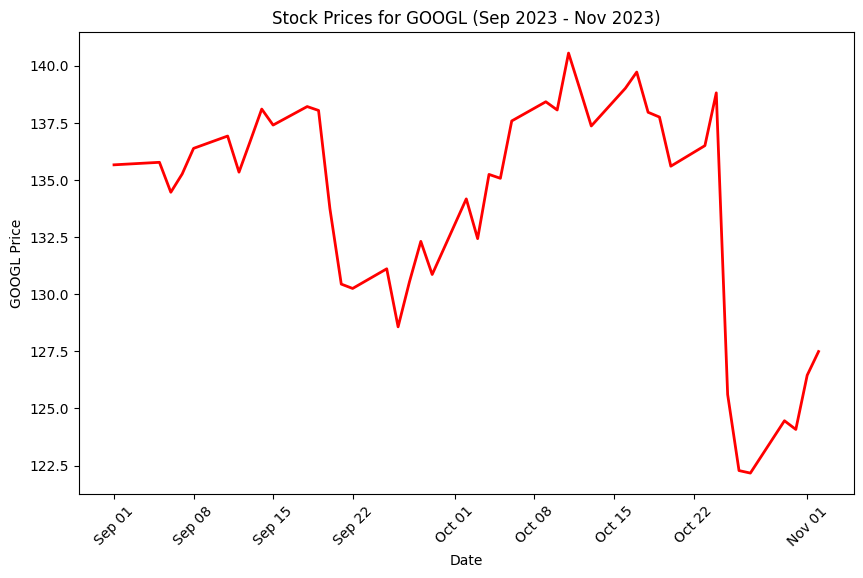 Stock Prices for GOOGL (Sep 2023 - Nov 2023)
GOOGL Price
140.0
137.5
135.0
132.5
130.0
127.5
125.0
122.5
Sep 01
Sep 08
Sep 15
Sep 22
Oct 01
Oct 08
Oct 15
Oct 22
Nov 01
Date